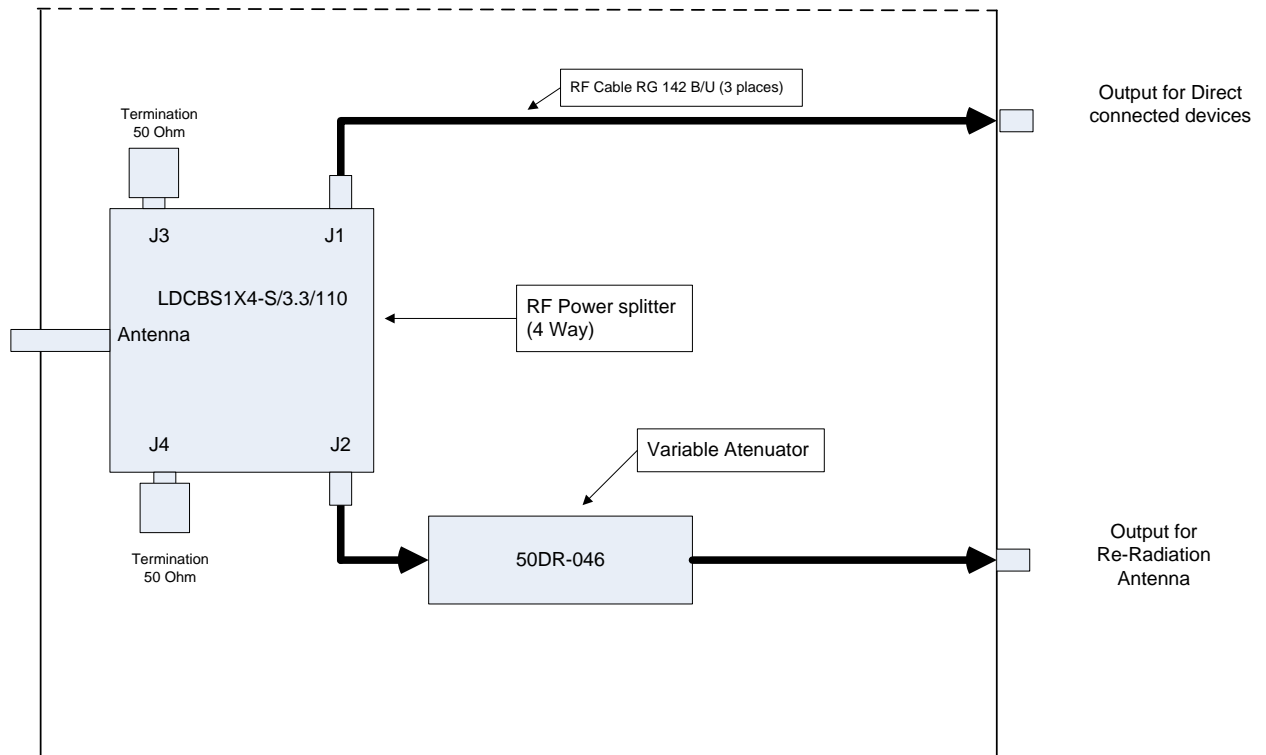 RF Cable RG 142 B/U (3 places)
Output for Direct
connected devices
Termination
50 Ohm
J3
J1
LDCBS1X4-S/3.3/110
RF Power splitter
(4 Way)
Antenna
J4
J2
Variable Atenuator
Termination
50 Ohm
50DR-046
Output for
Re-Radiation
Antenna